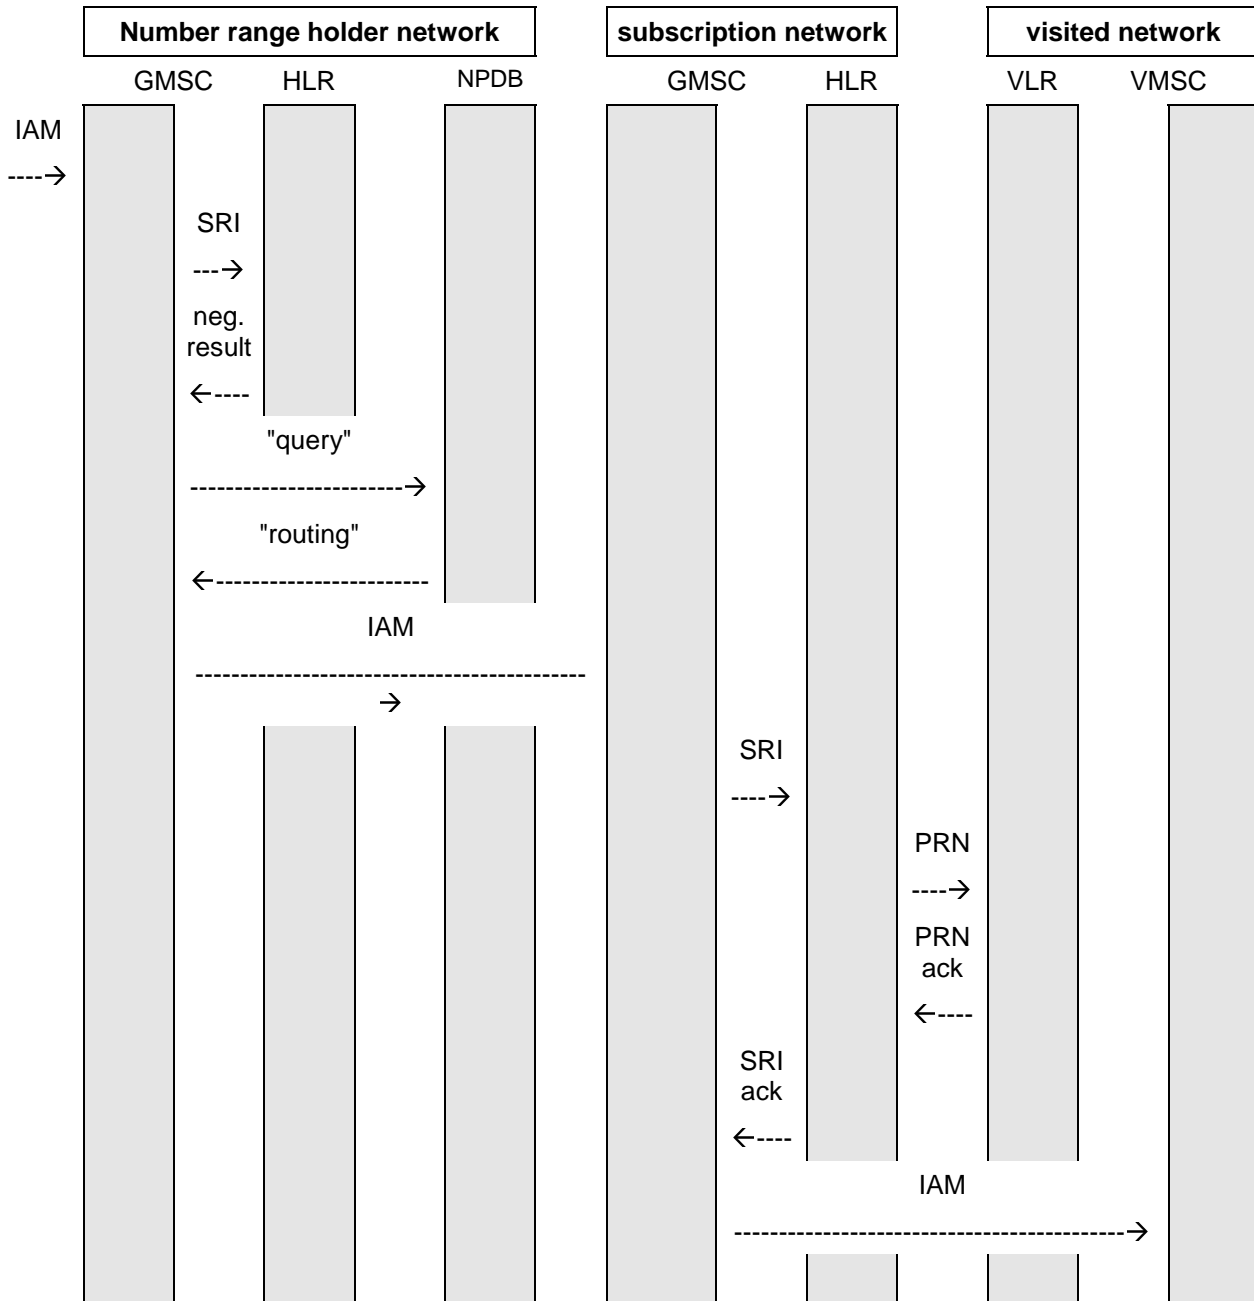 Number range holder network
subscription network
visited network
GMSC
HLR
NPDB
GMSC
HLR
VLR
VMSC
IAM
SRI
neg.
result
"query"
"routing"
IAM
SRI
PRN
PRN
ack
SRI
ack
IAM